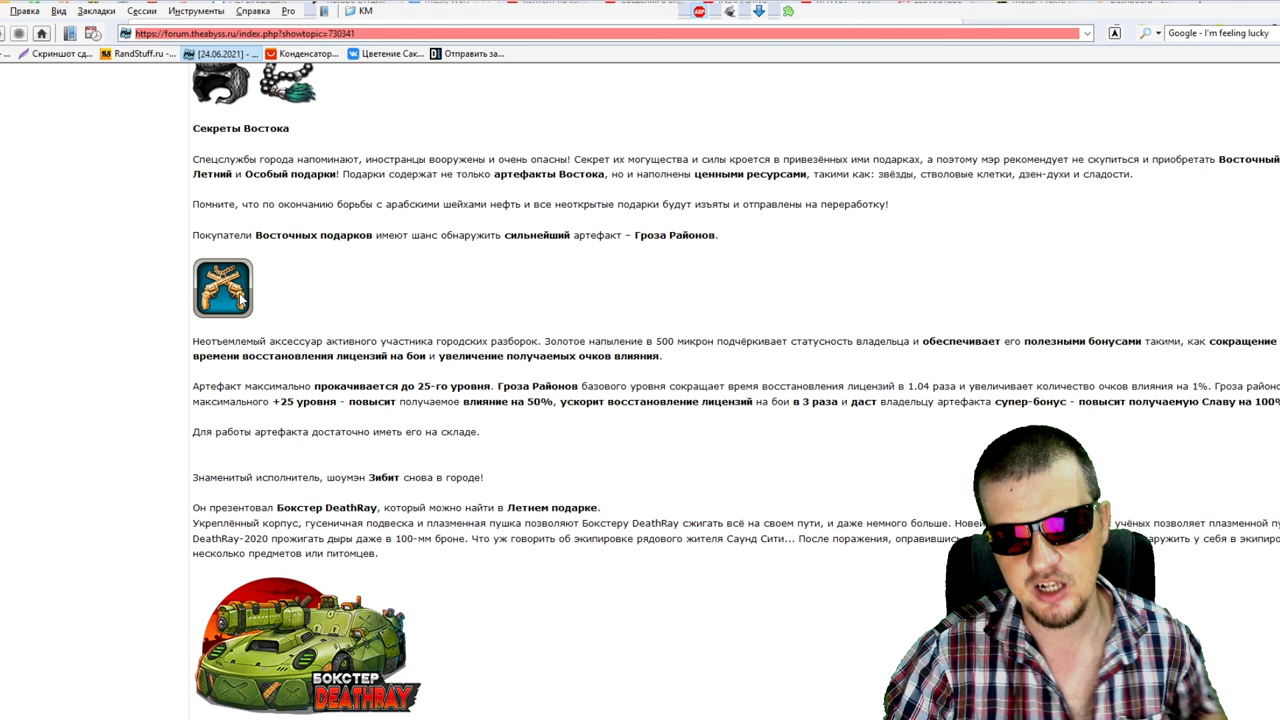 Правка Вид Закладки Сессии Инструменты Справка Pro КМ
https://forum.theabyss.ru/index.php?showtopic=730341 Google - I'm feeling lucky
Скриншот сд... RandStuff.ru - ... [24.06.2021] - ... Конденсатор... Цветение Сак... Отправить за...
Секреты Востока
Спецслужбы города напоминают, иностранцы вооружены и очень опасны! Секрет их могущества и силы кроется в привезённых ими подарках, а поэтому мэр рекомендует не скупиться и приобретать Восточный
Летний и Особый подарки! Подарки содержат не только артефакты Востока, но и наполнены ценными ресурсами, такими как: звёзды, стволовые клетки, дзен-духи и сладости.
Помните, что по окончанию борьбы с арабскими шейхами нефть и все неоткрытые подарки будут изъяты и отправлены на переработку!
Покупатели Восточных подарков имеют шанс обнаружить сильнейший артефакт – Гроза Районов.
Неотъемлемый аксессуар активного участника городских разборок. Золотое напыление в 500 микрон подчёркивает статусность владельца и обеспечивает его полезными бонусами такими, как сокращение
времени восстановления лицензий на бои и увеличение получаемых очков влияния.
Артефакт максимально прокачивается до 25-го уровня. Гроза Районов базового уровня сокращает время восстановления лицензий в 1.04 раза и увеличивает количество очков влияния на 1%. Гроза райо
максимального +25 уровня - повысит получаемое влияние на 50%, ускорит восстановление лицензий на бои в 3 раза и даст владельцу артефакта супер-бонус - повысит получаемую Славу на 100%
Для работы артефакта достаточно иметь его на складе.
Знаменитый исполнитель, шоумэн Зибит снова в городе!
Он презентовал Бокстер DeathRay, который можно найти в Летнем подарке.
Укреплённый корпус, гусеничная подвеска и плазменная пушка позволяют Бокстеру DeathRay сжигать всё на своем пути, и даже немного больше. Новей учёных позволяет плазменной
DeathRay-2020 прожигать дыры даже в 100-мм броне. Что уж говорить об экипировке рядового жителя Саунд Сити... После поражения, оправившись у себя в экипиро
несколько предметов или питомцев.
БОКСТЕР
DEATHRAY